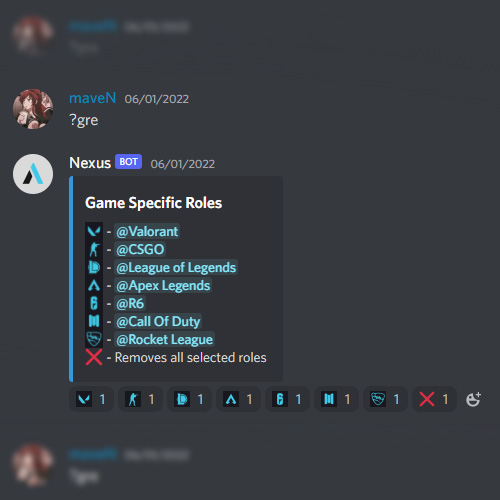 maveN 06/01/2022
?gre
Nexus BOT 06/01/2022
Game Specific Roles
- @Valorant
- @CSGO
- @League of Legends
- @Apex Legends
- @R6
- @Call Of Duty
- @Rocket League
❌ - Removes all selected roles
1 1 1 1 1 1 1 ❌ 1
?gre